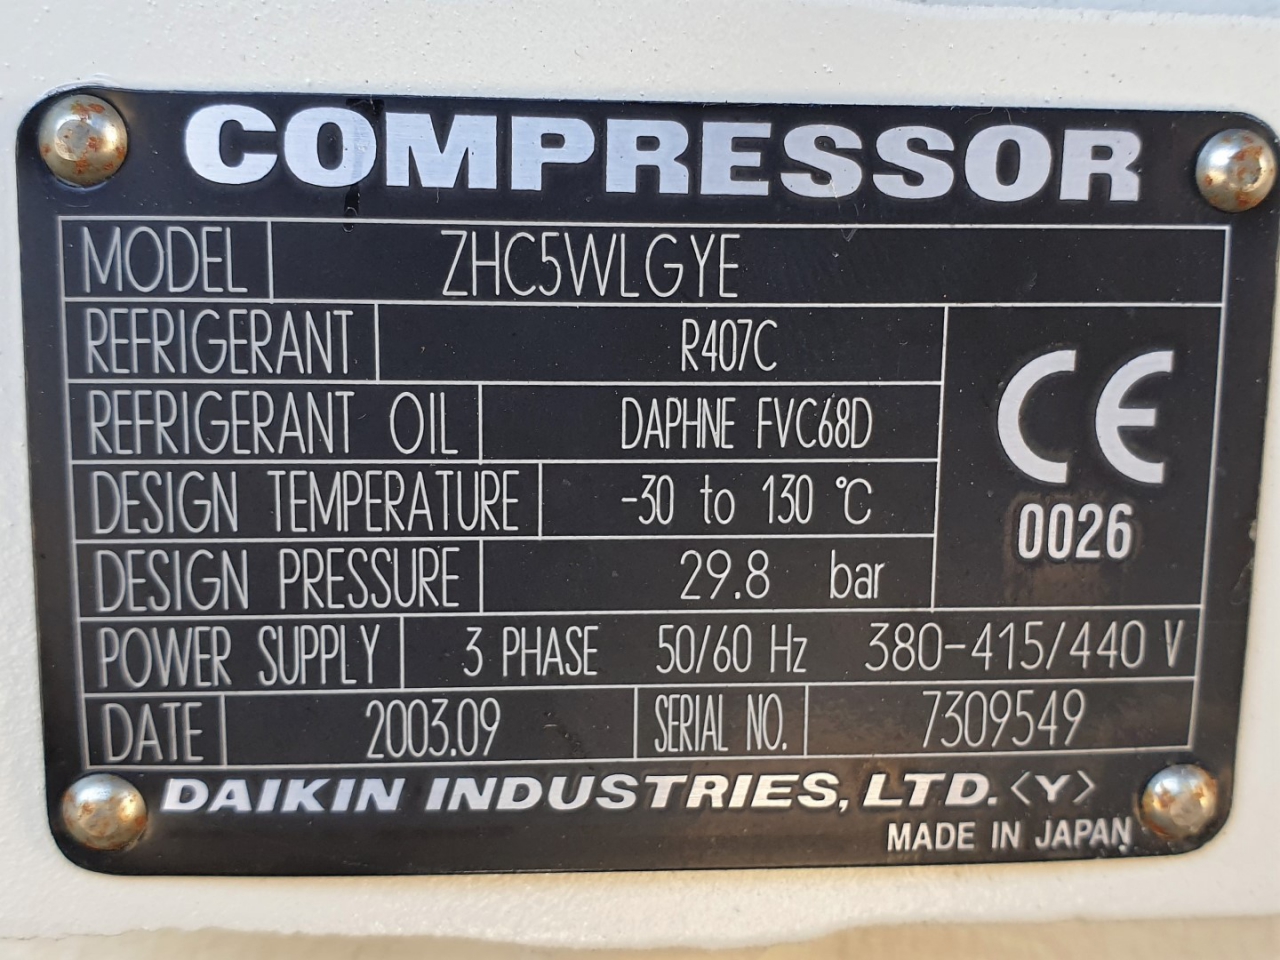 COMPRESSOR
MODEL ZHC5WLGYE
REFRIGERANT R407C
REFRIGERANT OIL DAPHNE FVC68D
DESIGN TEMPERATURE -30 to 130 °C
DESIGN PRESSURE 29.8 bar
CE
0026
POWER SUPPLY 3 PHASE 50/60 Hz 380-415/440 V
DATE 2003.09 SERIAL NO. 7309549
DAIKIN INDUSTRIES, LTD. <Y>
MADE IN JAPAN